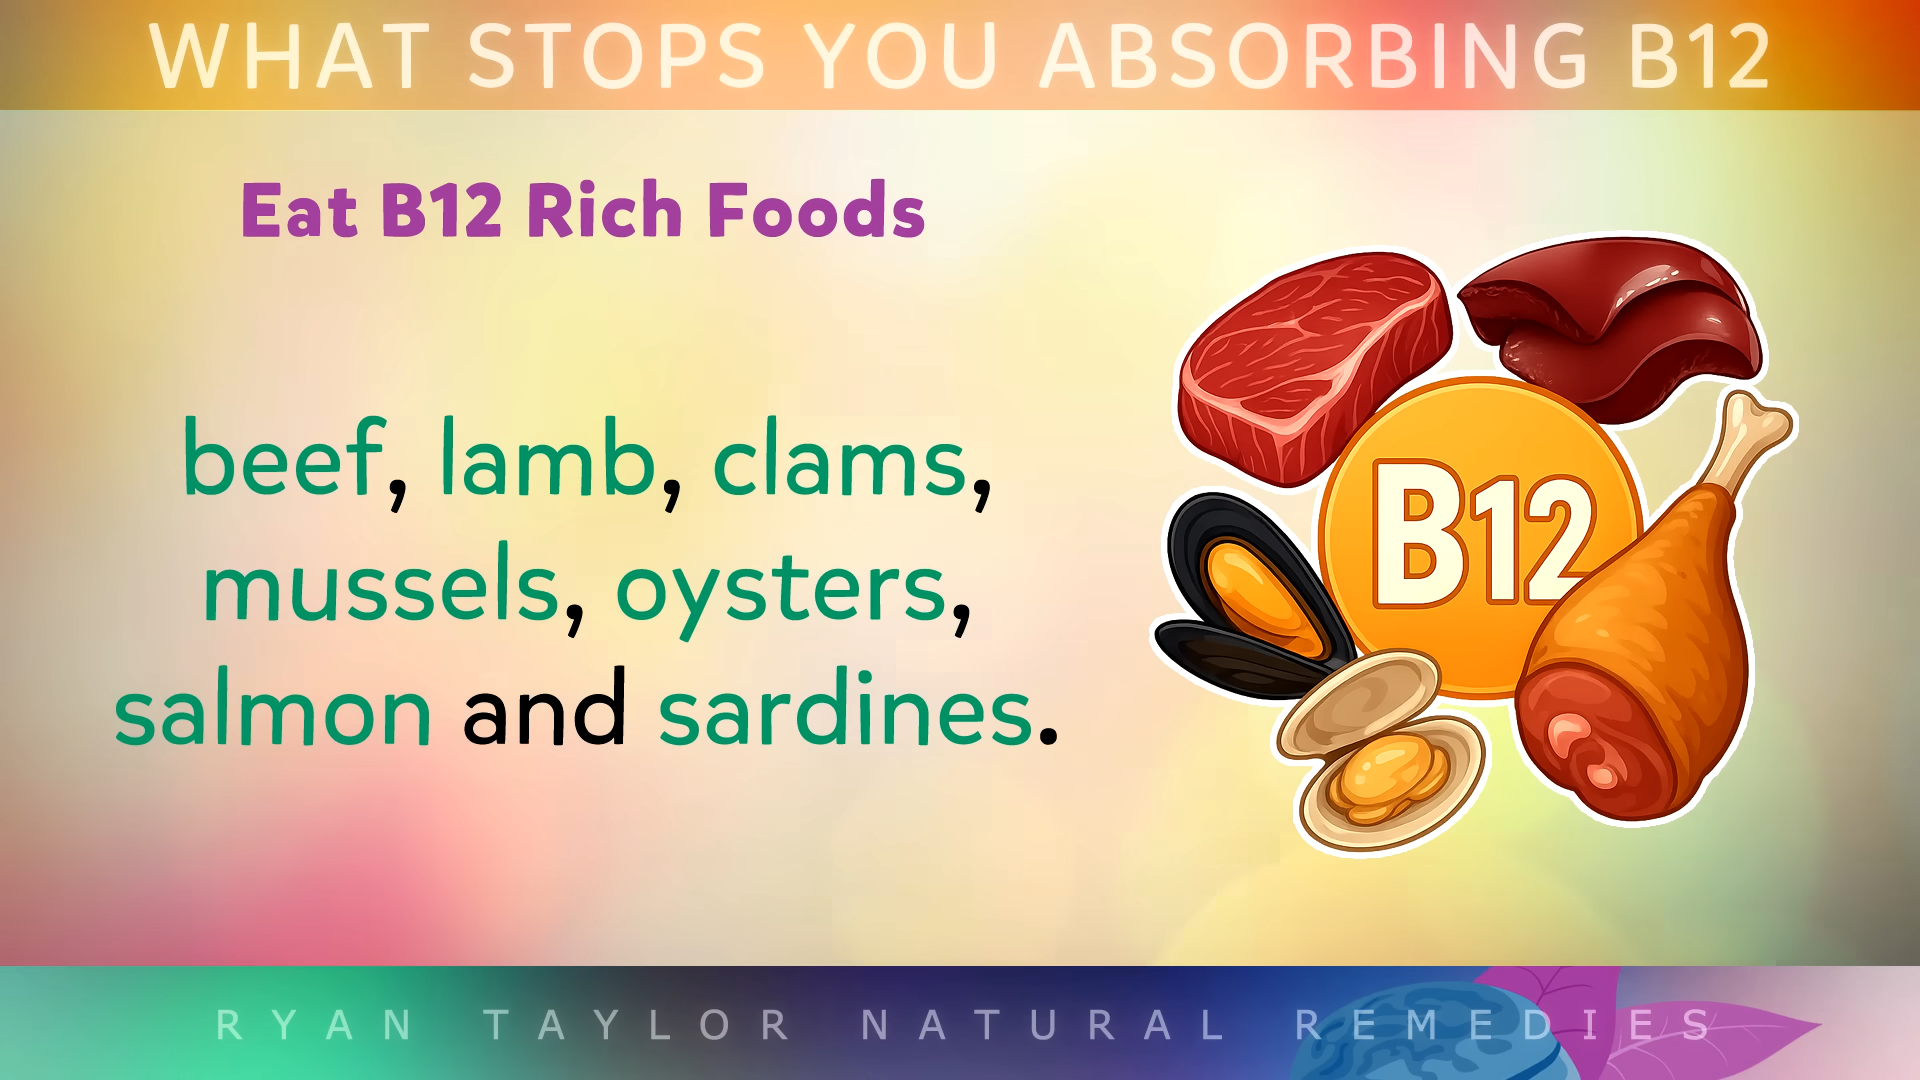 WHAT STOPS YOU ABSORBING B12
Eat B12 Rich Foods
beef, lamb, clams,
mussels, oysters,
salmon and sardines.
B12
RYAN TAYLOR NATURAL REMEDIES